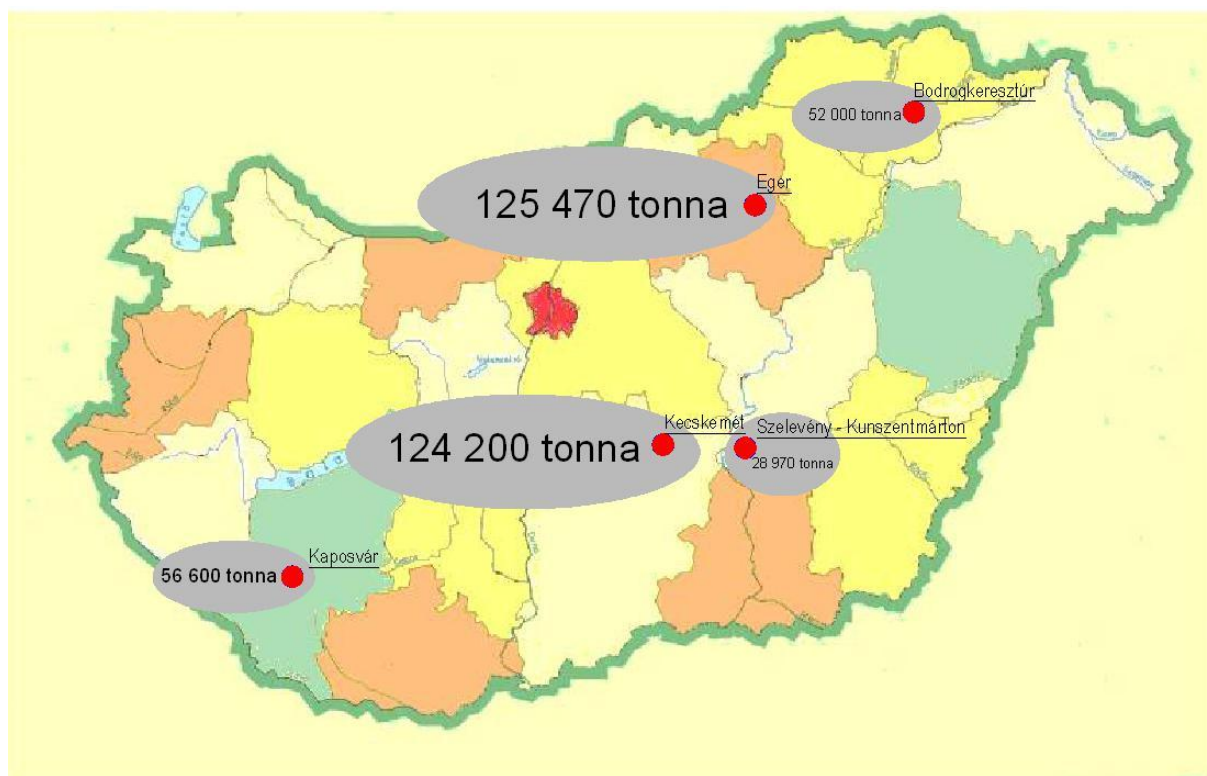 Bodrogkeresztúr
52 000 tonna
Eger
125 470 tonna
Kecskemét
Szelevény - Kunszentmárton
124 200 tonna
28 970 tonna
Kaposvár
56 600 tonna